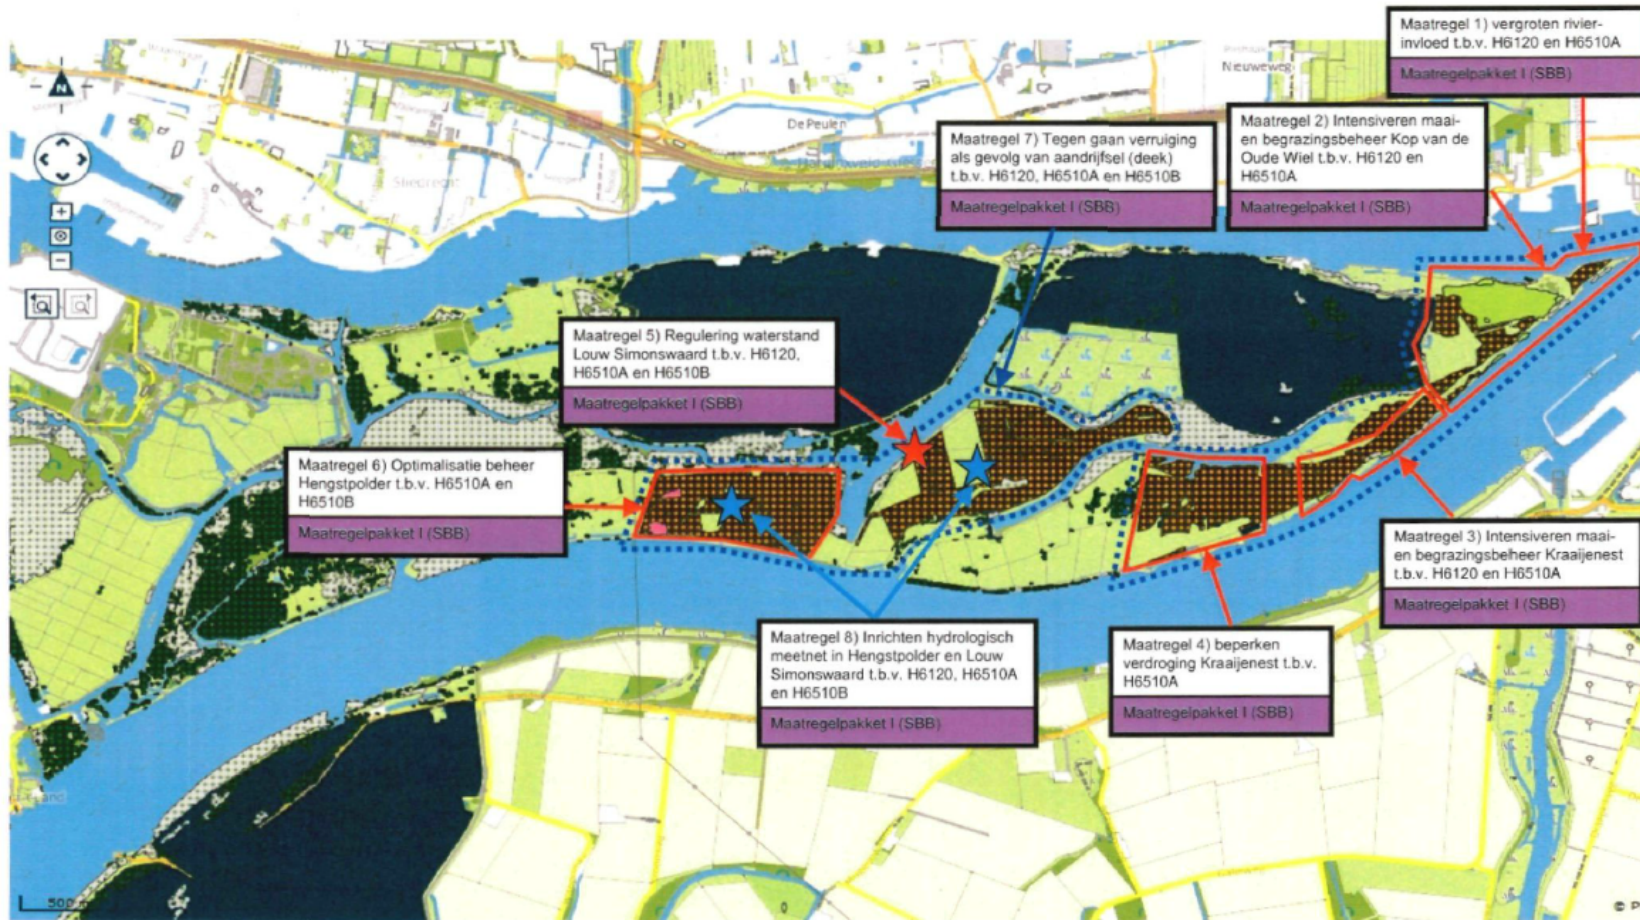 Maatregel 1) vergroten rivier-
invloed t.b.v. H6120 en H6510A
Maatregelpakket I (SBB)
Maatregel 2) Intensiveren maai-
en begrazingsbeheer Kop van de
Oude Wiel t.b.v. H6120 en
H6510A
Maatregelpakket I (SBB)
Maatregel 7) Tegen gaan verruiging
als gevolg van aandrijfsel (deek)
t.b.v. H6120, H6510A en H6510B
Maatregelpakket I (SBB)
Nieuweweg
De Peulen
Sliedrecht
N
Maatregel 5) Regulering waterstand
Louw Simonswaard t.b.v. H6120,
H6510A en H6510B
Maatregelpakket I (SBB)
Maatregel 6) Optimalisatie beheer
Hengstpolder t.b.v. H6510A en
H6510B
Maatregelpakket I (SBB)
Maatregel 3) Intensiveren maai-
en begrazingsbeheer Kraaijenest
t.b.v. H6120 en H6510A
Maatregelpakket I (SBB)
Maatregel 8) Inrichten hydrologisch
meetnet in Hengstpolder en Louw
Simonswaard t.b.v. H6120, H6510A
en H6510B
Maatregelpakket I (SBB)
Maatregel 4) beperken
verdroging Kraaijenest t.b.v.
H6510A
Maatregelpakket I (SBB)
500
© P